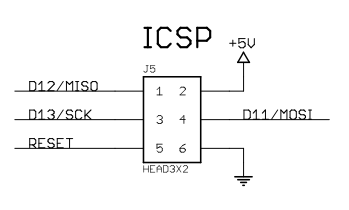 ICSP
+5V
J5
D12/MISO 1 2
D13/SCK 3 4 D11/MOSI
RESET 5 6
HEAD3X2